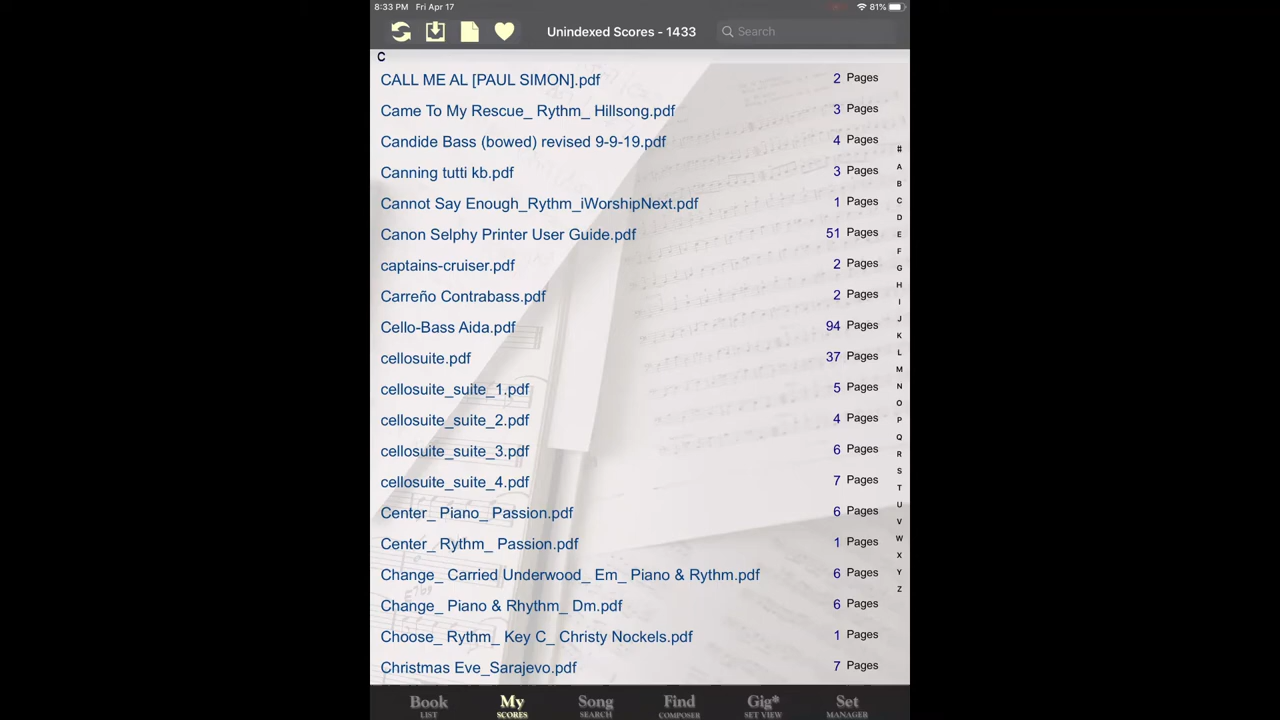 8:33 PM Fri Apr 17 81%
Unindexed Scores - 1433 Search
C
CALL ME AL [PAUL SIMON].pdf 2 Pages
Came To My Rescue_ Rythm_ Hillsong.pdf 3 Pages
Candide Bass (bowed) revised 9-9-19.pdf 4 Pages
Canning tutti kb.pdf 3 Pages
Cannot Say Enough_Rythm_iWorshipNext.pdf 1 Pages
Canon Selphy Printer User Guide.pdf 51 Pages
captains-cruiser.pdf 2 Pages
Carreño Contrabass.pdf 2 Pages
Cello-Bass Aida.pdf 94 Pages
cellosuite.pdf 37 Pages
cellosuite_suite_1.pdf 5 Pages
cellosuite_suite_2.pdf 4 Pages
cellosuite_suite_3.pdf 6 Pages
cellosuite_suite_4.pdf 7 Pages
Center_ Piano_ Passion.pdf 6 Pages
Center_ Rythm_ Passion.pdf 1 Pages
Change_ Carried Underwood_ Em_ Piano & Rythm.pdf 6 Pages
Change_ Piano & Rhythm_ Dm.pdf 6 Pages
Choose_ Rythm_ Key C_ Christy Nockels.pdf 1 Pages
Christmas Eve_Sarajevo.pdf 7 Pages
#
A
B
C
D
E
F
G
H
I
J
K
L
M
N
O
P
Q
R
S
T
U
V
W
X
Y
Z
Book My Song Find Gig* Set
LIST SCORES SEARCH COMPOSER SET VIEW MANAGER